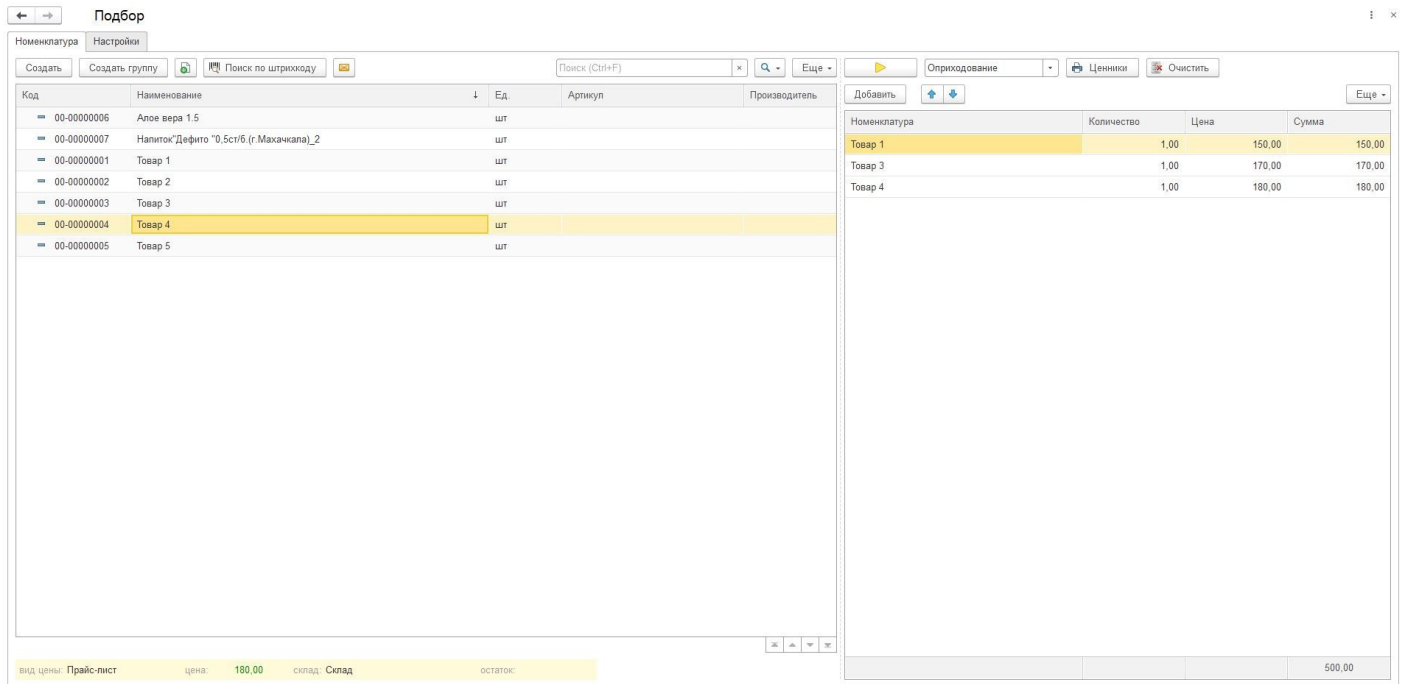 Подбор
Номенклатура Настройки
Создать Создать группу Поиск по штрихкоду Поиск (Ctrl+F) × Еще
Оприходование Ценники Очистить
Код Наименование ↓ Ед. Артикул Производитель
00-00000006 Алое вера 1.5 шт
00-00000007 Напиток"Дефито "0,5ст/б.(г.Махачкала)_2 шт
00-00000001 Товар 1 шт
00-00000002 Товар 2 шт
00-00000003 Товар 3 шт
00-00000004 Товар 4 шт
00-00000005 Товар 5 шт
вид цены: Прайс-лист цена: 180,00 склад: Склад остаток:
Добавить Еще
Номенклатура Количество Цена Сумма
Товар 1 1,00 150,00 150,00
Товар 3 1,00 170,00 170,00
Товар 4 1,00 180,00 180,00
500,00